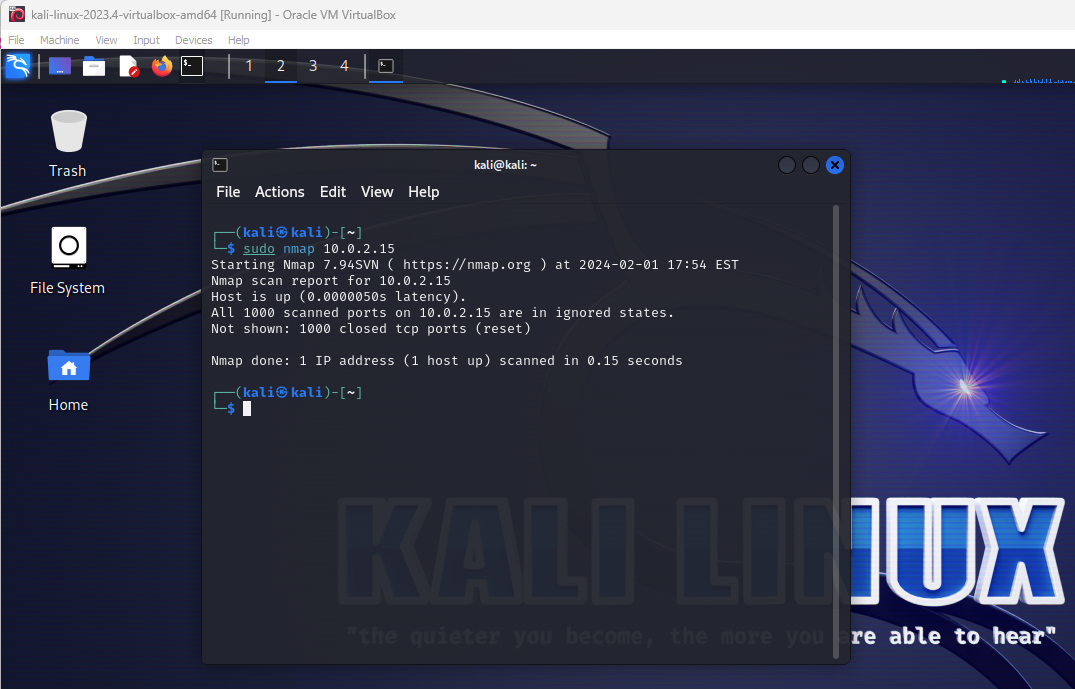 kali-linux-2023.4-virtualbox-amd64 [Running] - Oracle VM VirtualBox
File Machine View Input Devices Help
1 2 3 4
Trash
File System
Home
kali@kali: ~
File Actions Edit View Help
┌──(kali㉿kali)-[~]
└─$ sudo nmap 10.0.2.15
Starting Nmap 7.94SVN ( https://nmap.org ) at 2024-02-01 17:54 EST
Nmap scan report for 10.0.2.15
Host is up (0.0000050s latency).
All 1000 scanned ports on 10.0.2.15 are in ignored states.
Not shown: 1000 closed tcp ports (reset)
Nmap done: 1 IP address (1 host up) scanned in 0.15 seconds
┌──(kali㉿kali)-[~]
└─$
KALI LINUX
"the quieter you become, the more you are able to hear"